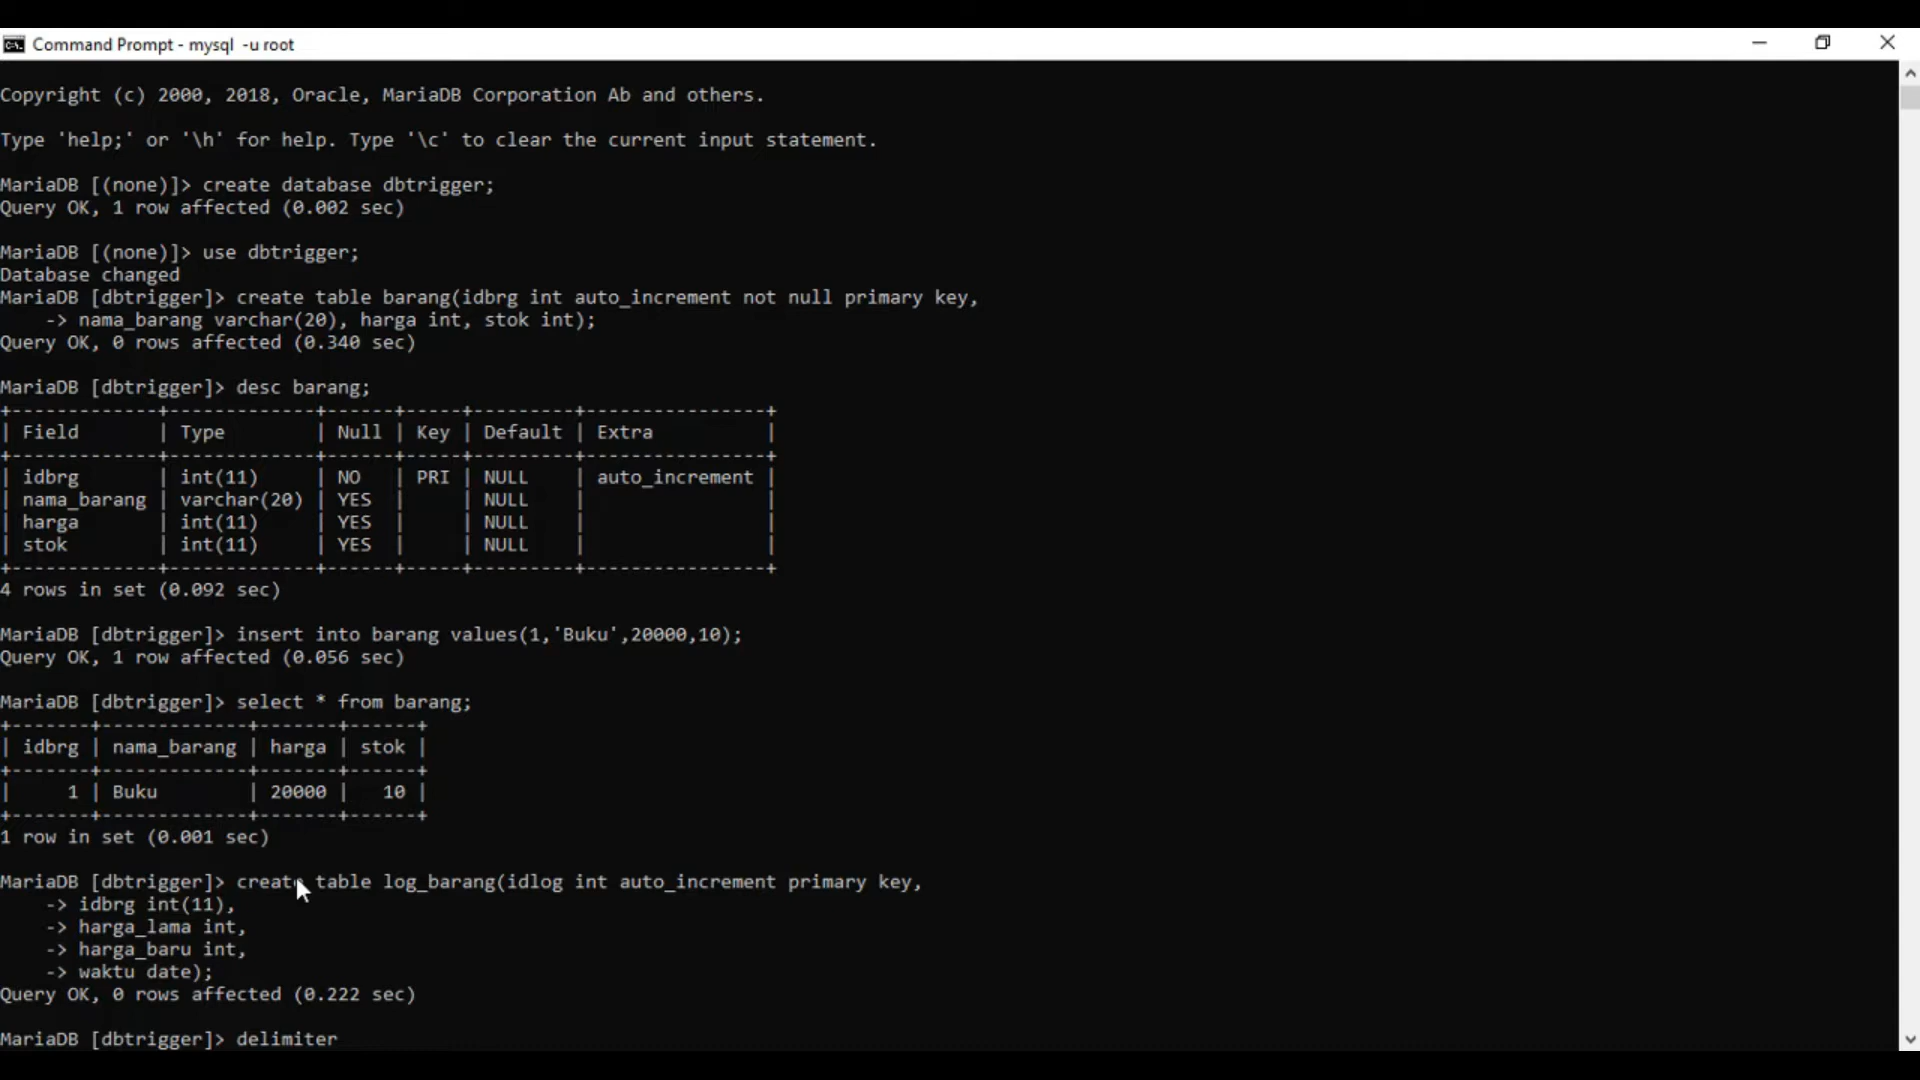 Command Prompt - mysql  -u root
Copyright (c) 2000, 2018, Oracle, MariaDB Corporation Ab and others.
Type 'help;' or '\h' for help. Type '\c' to clear the current input statement.
MariaDB [(none)]> create database dbtrigger;
Query OK, 1 row affected (0.002 sec)
MariaDB [(none)]> use dbtrigger;
Database changed
MariaDB [dbtrigger]> create table barang(idbrg int auto_increment not null primary key,
    -> nama_barang varchar(20), harga int, stok int);
Query OK, 0 rows affected (0.340 sec)
MariaDB [dbtrigger]> desc barang;
+-------------+-------------+------+-----+---------+----------------+
| Field       | Type        | Null | Key | Default | Extra          |
+-------------+-------------+------+-----+---------+----------------+
| idbrg       | int(11)     | NO   | PRI | NULL    | auto_increment |
| nama_barang | varchar(20) | YES  |     | NULL    |                |
| harga       | int(11)     | YES  |     | NULL    |                |
| stok        | int(11)     | YES  |     | NULL    |                |
+-------------+-------------+------+-----+---------+----------------+
4 rows in set (0.092 sec)
MariaDB [dbtrigger]> insert into barang values(1,'Buku',20000,10);
Query OK, 1 row affected (0.056 sec)
MariaDB [dbtrigger]> select * from barang;
+-------+-------------+-------+------+
| idbrg | nama_barang | harga | stok |
+-------+-------------+-------+------+
|     1 | Buku        | 20000 |   10 |
+-------+-------------+-------+------+
1 row in set (0.001 sec)
MariaDB [dbtrigger]> create table log_barang(idlog int auto_increment primary key,
    -> idbrg int(11),
    -> harga_lama int,
    -> harga_baru int,
    -> waktu date);
Query OK, 0 rows affected (0.222 sec)
MariaDB [dbtrigger]> delimiter